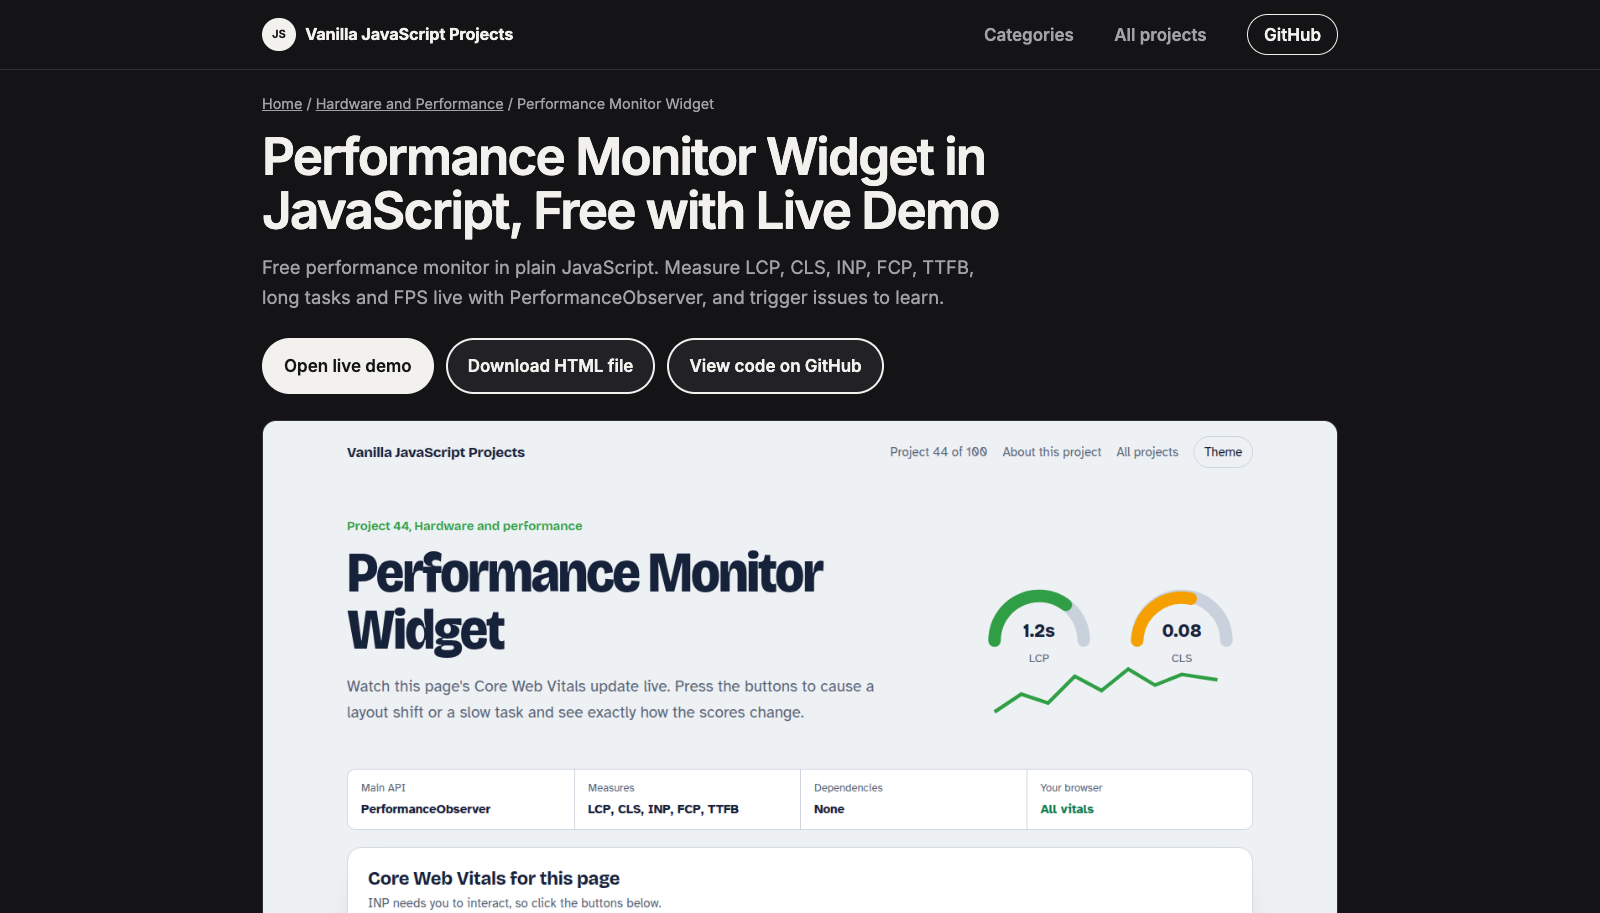 JS
Vanilla JavaScript Projects
Categories
All projects
GitHub
Home / Hardware and Performance / Performance Monitor Widget
Performance Monitor Widget in
JavaScript, Free with Live Demo
Free performance monitor in plain JavaScript. Measure LCP, CLS, INP, FCP, TTFB,
long tasks and FPS live with PerformanceObserver, and trigger issues to learn.
Open live demo
Download HTML file
View code on GitHub
Vanilla JavaScript Projects
Project 44 of 100
About this project
All projects
Theme
Project 44, Hardware and performance
Performance Monitor
Widget
Watch this page's Core Web Vitals update live. Press the buttons to cause a
layout shift or a slow task and see exactly how the scores change.
1.2s
LCP
0.08
CLS
Main API
PerformanceObserver
Measures
LCP, CLS, INP, FCP, TTFB
Dependencies
None
Your browser
All vitals
Core Web Vitals for this page
INP needs you to interact, so click the buttons below.